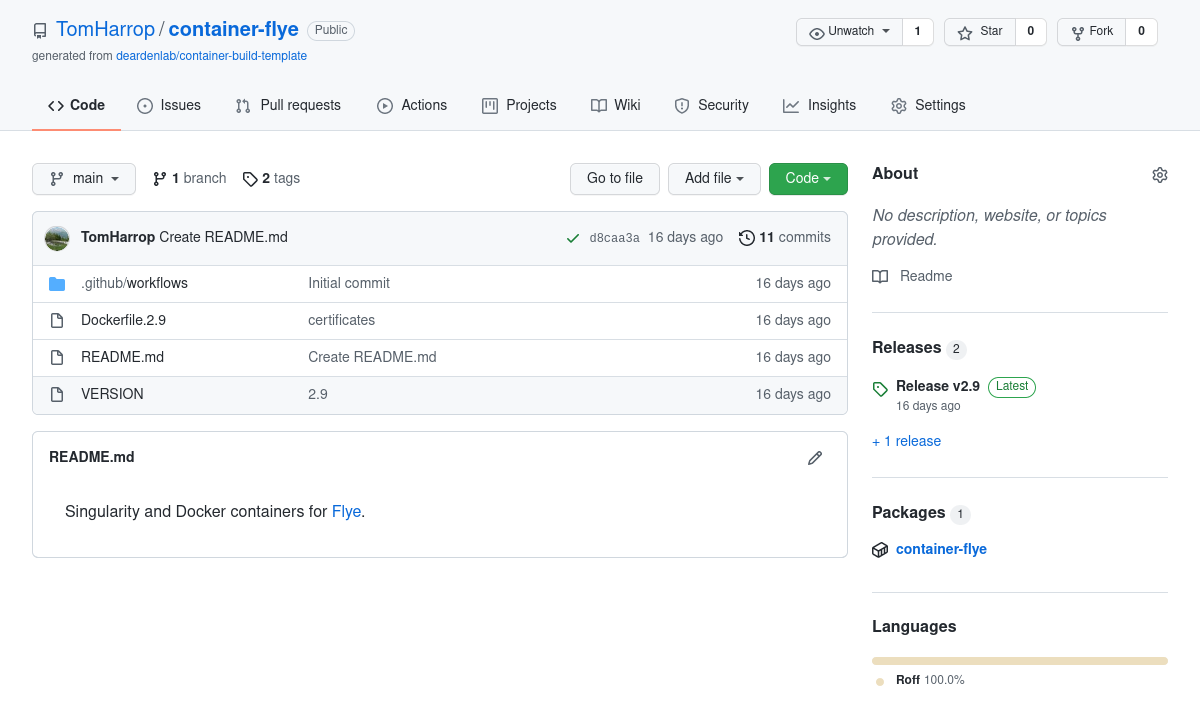 TomHarrop / container-flye Public
Unwatch 1 Star 0 Fork 0
generated from deardenlab/container-build-template
Code Issues Pull requests Actions Projects Wiki Security Insights Settings
main 1 branch 2 tags Go to file Add file Code
TomHarrop Create README.md d8caa3a 16 days ago 11 commits
.github/workflows Initial commit 16 days ago
Dockerfile.2.9 certificates 16 days ago
README.md Create README.md 16 days ago
VERSION 2.9 16 days ago
README.md
Singularity and Docker containers for Flye.
About
No description, website, or topics
provided.
Readme
Releases 2
Release v2.9 Latest
16 days ago
+ 1 release
Packages 1
container-flye
Languages
Roff 100.0%